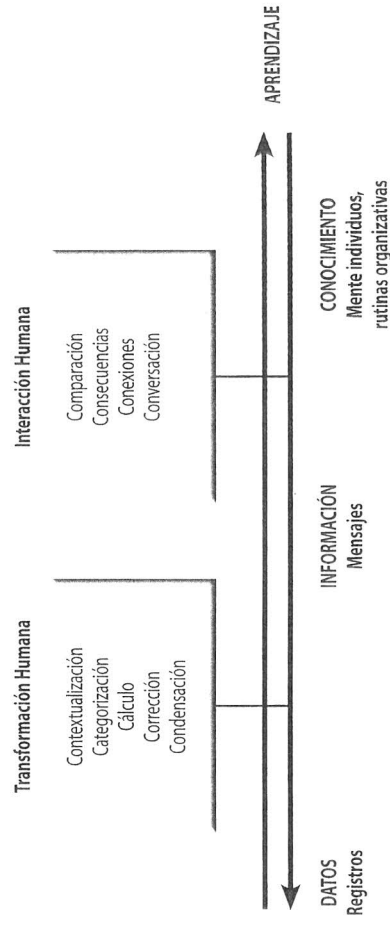 Transformación Humana
Contextualización
Categorización
Cálculo
Corrección
Condensación
Interacción Humana
Comparación
Consecuencias
Conexiones
Conversación
APRENDIZAJE
DATOS
Registros
INFORMACIÓN
Mensajes
CONOCIMIENTO
Mente individuos,
rutinas organizativas